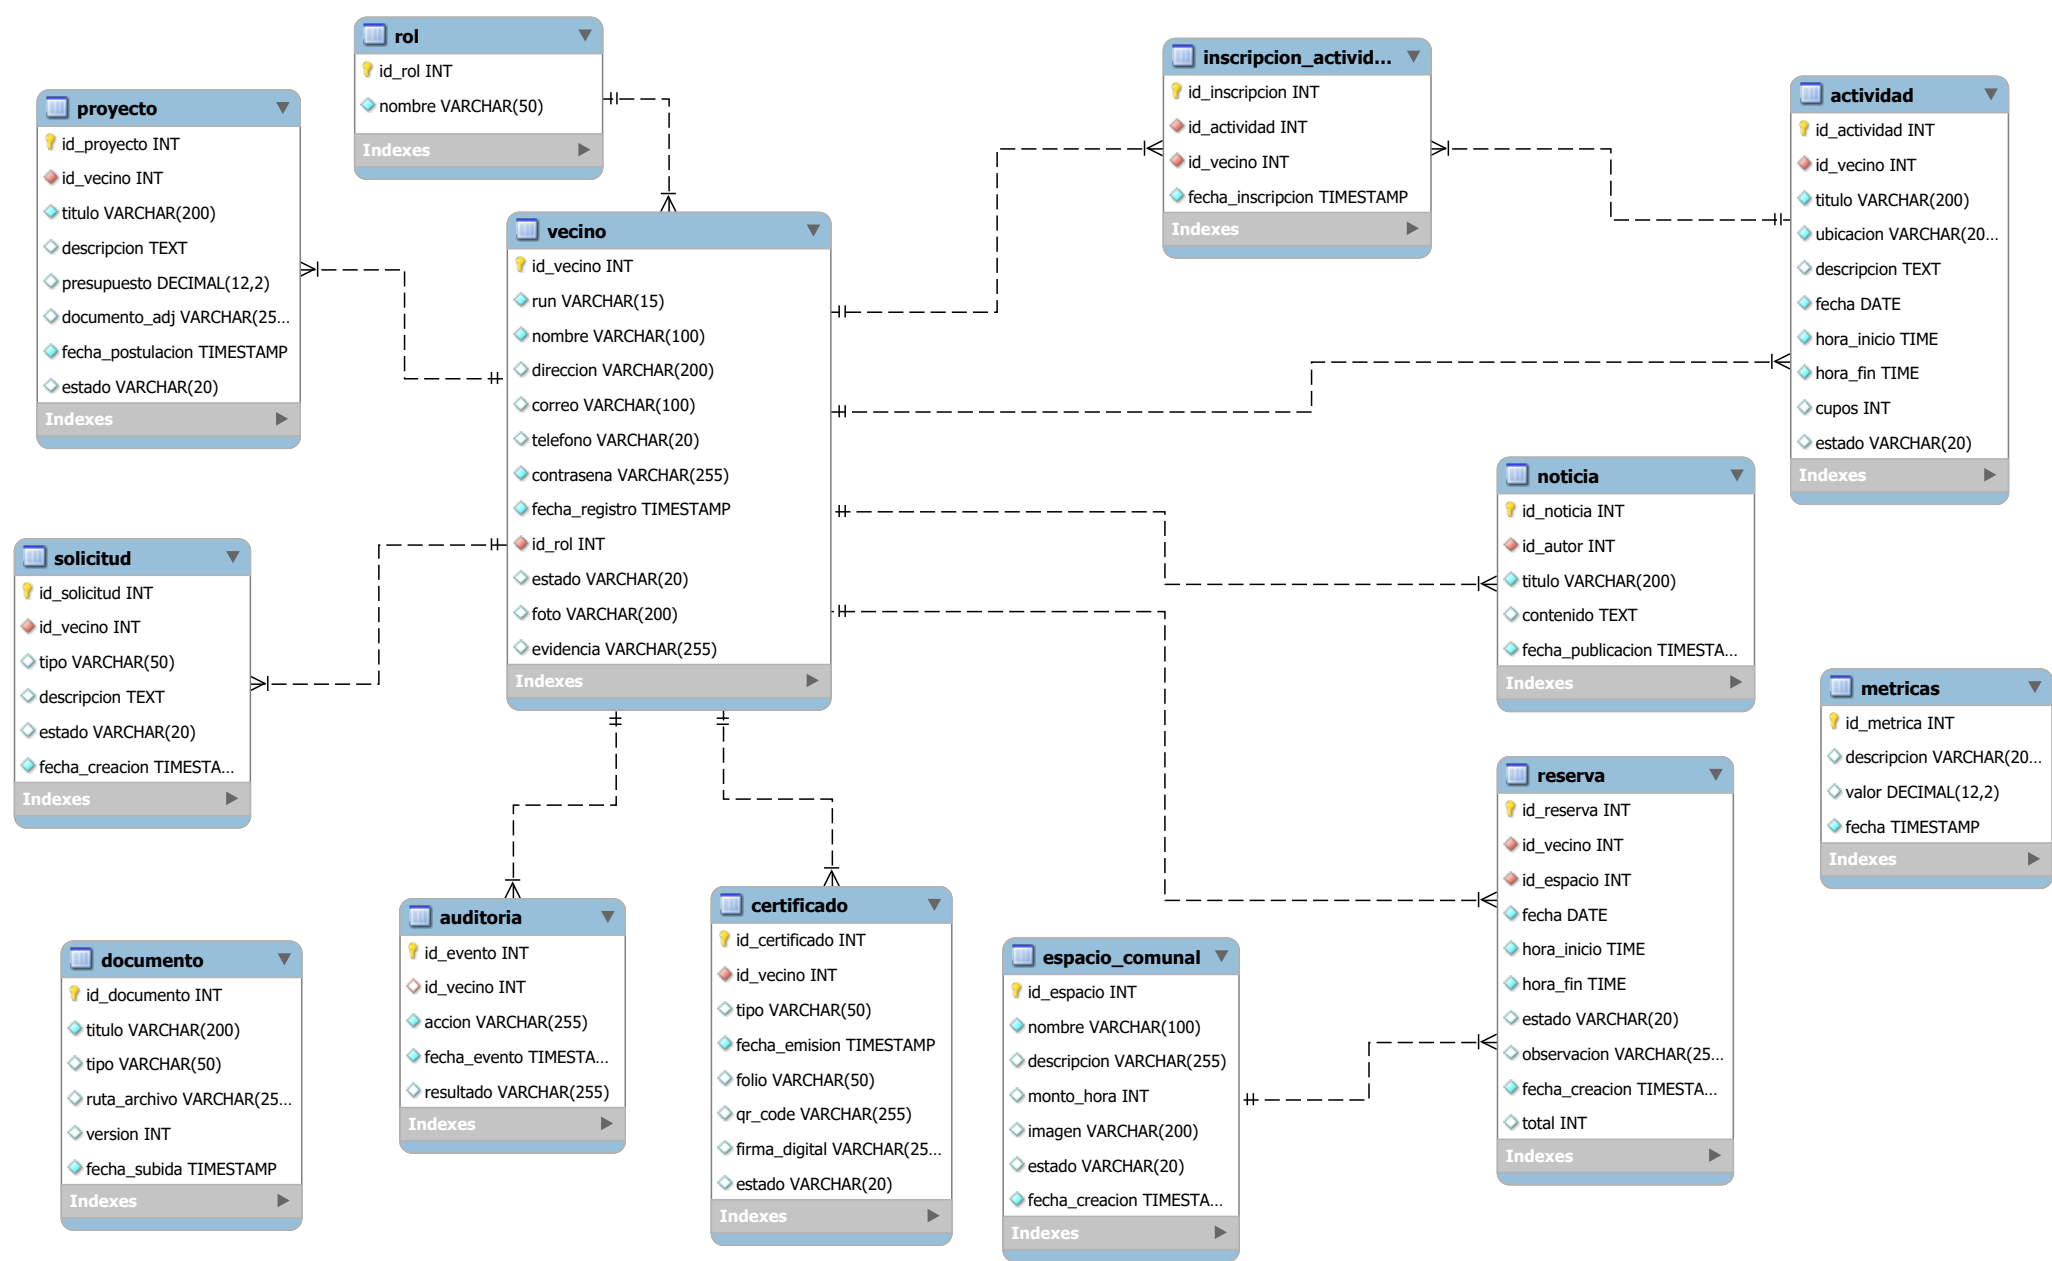 rol
id_rol INT
nombre VARCHAR(50)
Indexes
proyecto
id_proyecto INT
id_vecino INT
titulo VARCHAR(200)
descripcion TEXT
presupuesto DECIMAL(12,2)
documento_adj VARCHAR(25...
fecha_postulacion TIMESTAMP
estado VARCHAR(20)
Indexes
vecino
id_vecino INT
run VARCHAR(15)
nombre VARCHAR(100)
direccion VARCHAR(200)
correo VARCHAR(100)
telefono VARCHAR(20)
contrasena VARCHAR(255)
fecha_registro TIMESTAMP
id_rol INT
estado VARCHAR(20)
foto VARCHAR(200)
evidencia VARCHAR(255)
Indexes
inscripcion_activid...
id_inscripcion INT
id_actividad INT
id_vecino INT
fecha_inscripcion TIMESTAMP
Indexes
actividad
id_actividad INT
id_vecino INT
titulo VARCHAR(200)
ubicacion VARCHAR(20...
descripcion TEXT
fecha DATE
hora_inicio TIME
hora_fin TIME
cupos INT
estado VARCHAR(20)
Indexes
noticia
id_noticia INT
id_autor INT
titulo VARCHAR(200)
contenido TEXT
fecha_publicacion TIMESTA...
Indexes
solicitud
id_solicitud INT
id_vecino INT
tipo VARCHAR(50)
descripcion TEXT
estado VARCHAR(20)
fecha_creacion TIMESTA...
Indexes
metricas
id_metrica INT
descripcion VARCHAR(20...
valor DECIMAL(12,2)
fecha TIMESTAMP
Indexes
reserva
id_reserva INT
id_vecino INT
id_espacio INT
fecha DATE
hora_inicio TIME
hora_fin TIME
estado VARCHAR(20)
observacion VARCHAR(25...
fecha_creacion TIMESTA...
total INT
Indexes
documento
id_documento INT
titulo VARCHAR(200)
tipo VARCHAR(50)
ruta_archivo VARCHAR(25...
version INT
fecha_subida TIMESTAMP
Indexes
auditoria
id_evento INT
id_vecino INT
accion VARCHAR(255)
fecha_evento TIMESTA...
resultado VARCHAR(255)
Indexes
certificado
id_certificado INT
id_vecino INT
tipo VARCHAR(50)
fecha_emision TIMESTAMP
folio VARCHAR(50)
qr_code VARCHAR(255)
firma_digital VARCHAR(25...
estado VARCHAR(20)
Indexes
espacio_comunal
id_espacio INT
nombre VARCHAR(100)
descripcion VARCHAR(255)
monto_hora INT
imagen VARCHAR(200)
estado VARCHAR(20)
fecha_creacion TIMESTA...
Indexes